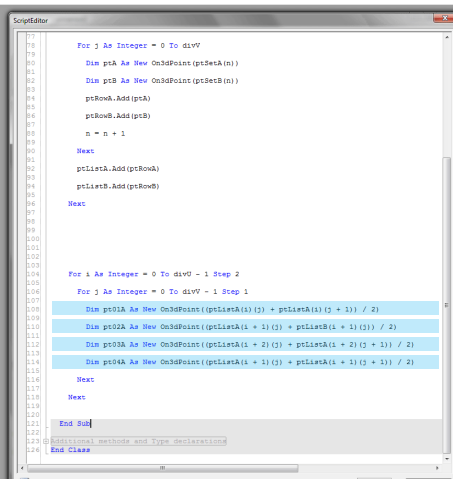 ScriptEditor
77
78 For j As Integer = 0 To divV
79
80 Dim ptA As New On3dPoint(ptSetA(n))
81
82 Dim ptB As New On3dPoint(ptSetB(n))
83
84 ptRowA.Add(ptA)
85
86 ptRowB.Add(ptB)
87
88 n = n + 1
89
90 Next
91
92 ptListA.Add(ptRowA)
93
94 ptListB.Add(ptRowB)
95
96 Next
97
98
99
100
101
102
103
104 For i As Integer = 0 To divU - 1 Step 2
105
106 For j As Integer = 0 To divV - 1 Step 1
107
108 Dim pt01A As New On3dPoint((ptListA(i)(j) + ptListA(i)(j + 1)) / 2)
109
110 Dim pt02A As New On3dPoint((ptListA(i + 1)(j) + ptListB(i + 1)(j)) / 2)
111
112 Dim pt03A As New On3dPoint((ptListA(i + 2)(j) + ptListA(i + 2)(j + 1)) / 2)
113
114 Dim pt04A As New On3dPoint((ptListA(i + 1)(j) + ptListA(i + 1)(j + 1)) / 2)
115
116 Next
117
118 Next
119
120
121 End Sub
122
123 Additional methods and Type declarations
126 End Class